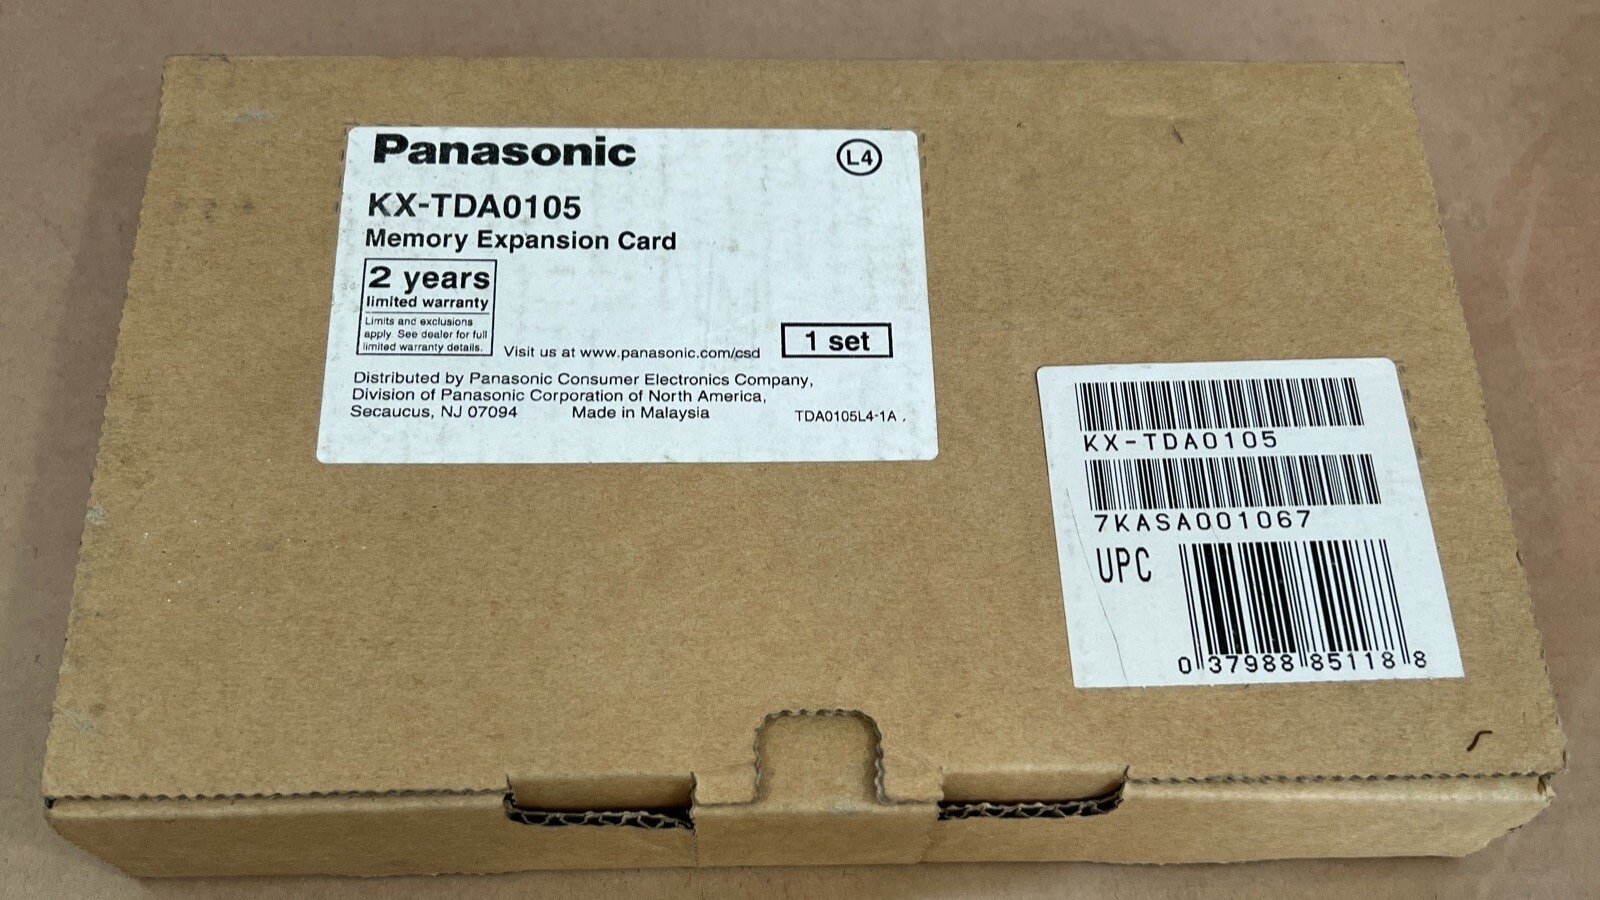 Panasonic
L4
KX-TDA0105
Memory Expansion Card
2 years
limited warranty
Limits and exclusions
apply. See dealer for full
limited warranty details.
Visit us at www.panasonic.com/csd
1 set
Distributed by Panasonic Consumer Electronics Company,
Division of Panasonic Corporation of North America,
Secaucus, NJ 07094 Made in Malaysia
TDA0105L4-1A .
KX-TDA0105
7KASA001067
UPC
0 37988 85118 8